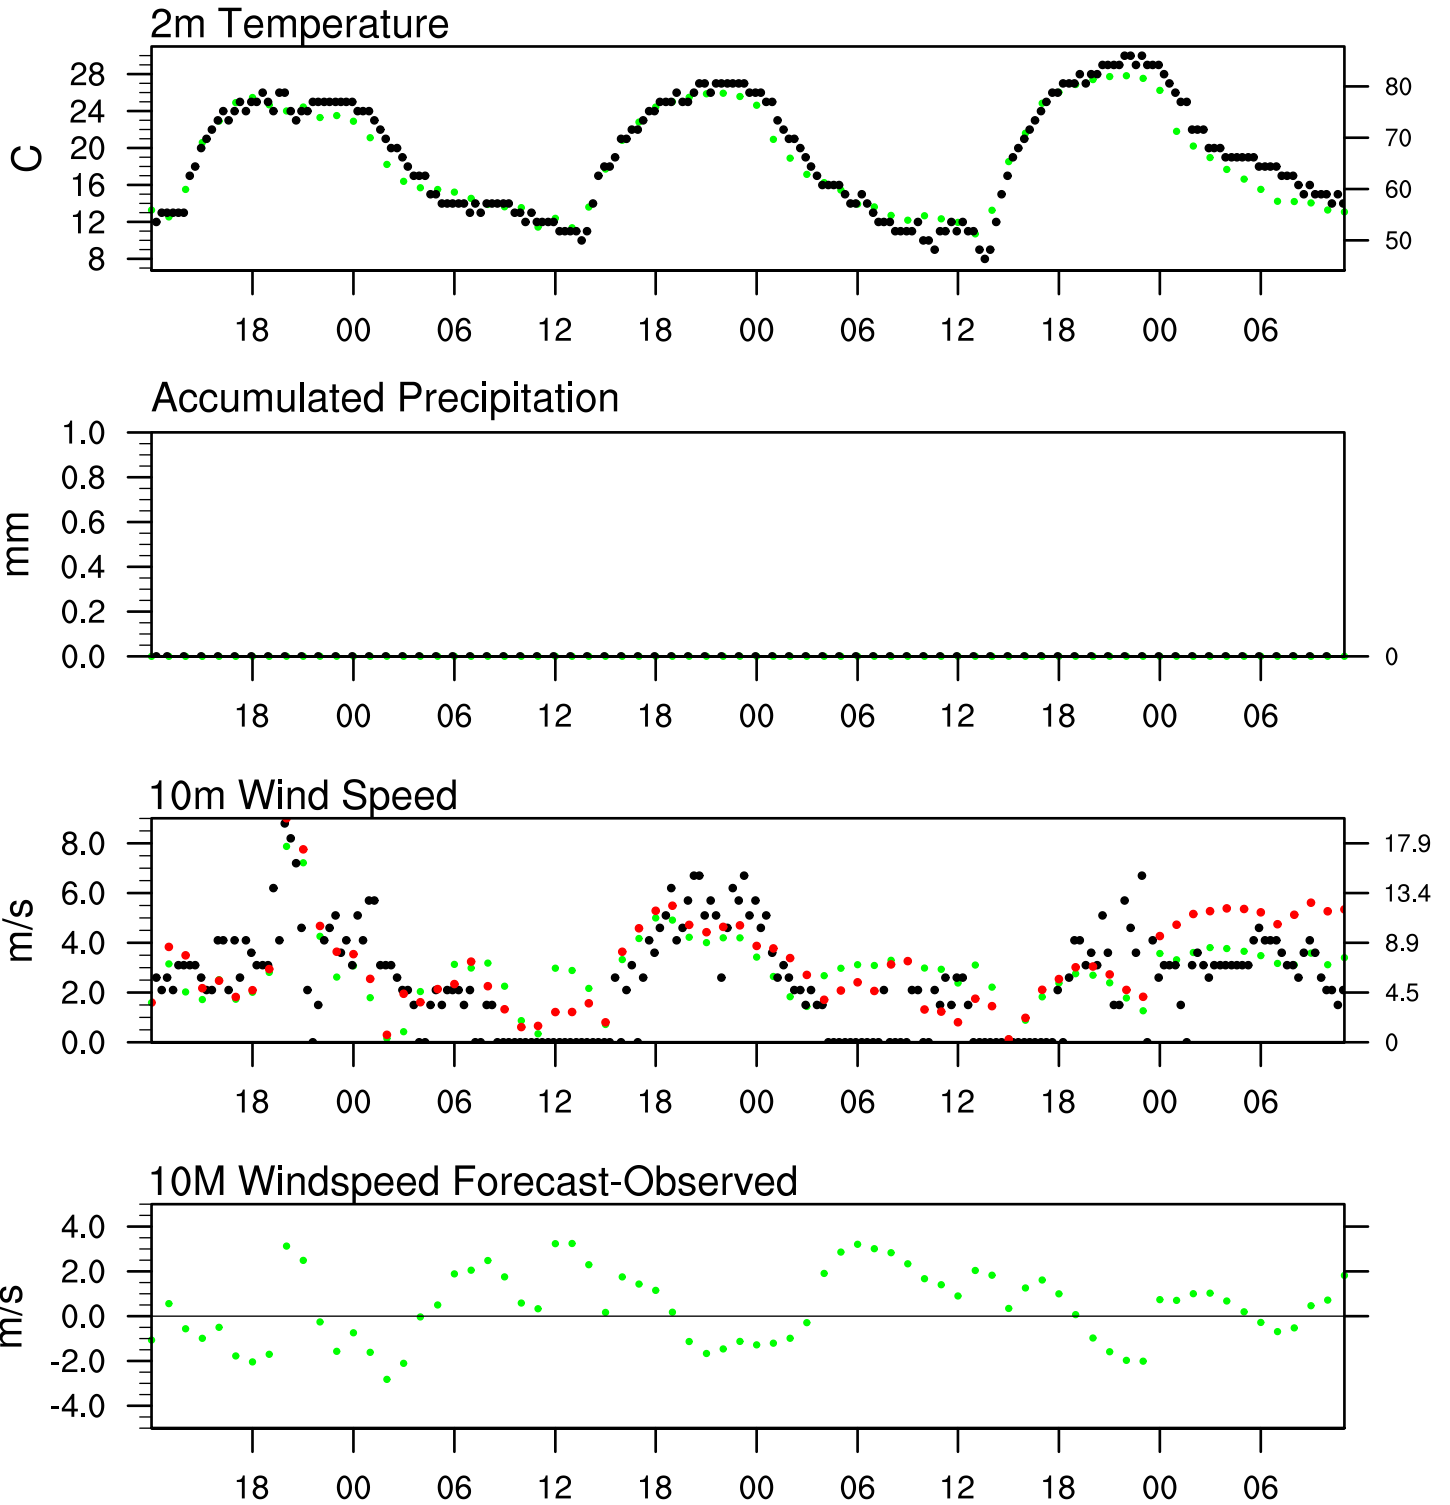 2m Temperature
28
24
20
16
12
8
C
80
70
60
50
18 00 06 12 18 00 06 12 18 00 06
Accumulated Precipitation
1.0
0.8
0.6
0.4
0.2
0.0
mm
0
18 00 06 12 18 00 06 12 18 00 06
10m Wind Speed
8.0
6.0
4.0
2.0
0.0
m/s
17.9
13.4
8.9
4.5
0
18 00 06 12 18 00 06 12 18 00 06
10M Windspeed Forecast-Observed
4.0
2.0
0.0
-2.0
-4.0
m/s
18 00 06 12 18 00 06 12 18 00 06